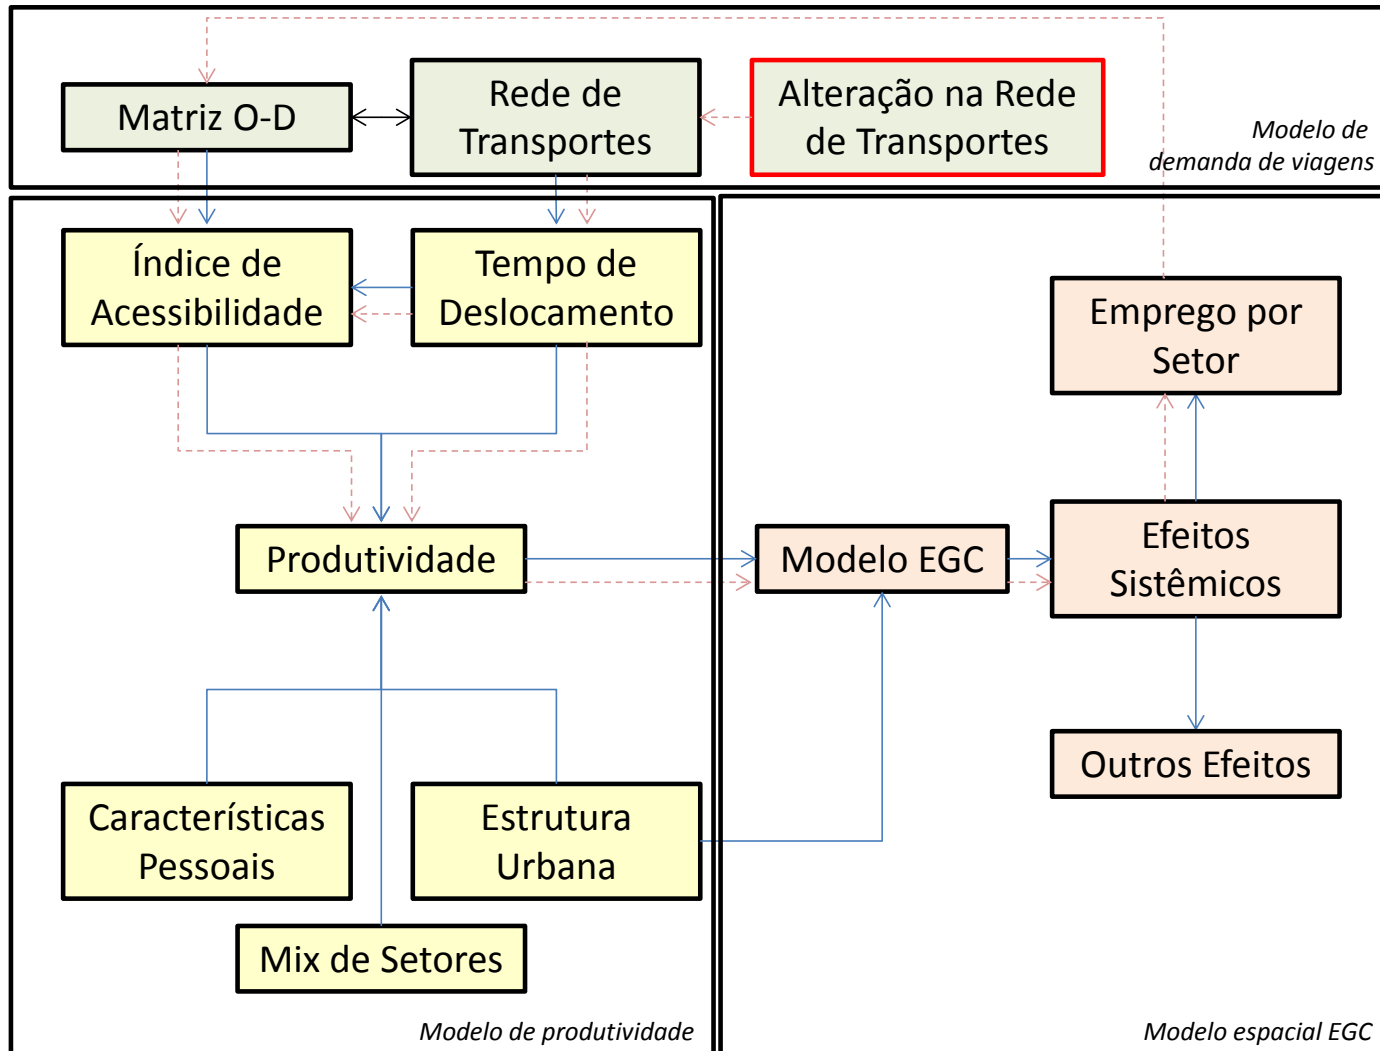 Matriz O-D
Rede de
Transportes
Alteração na Rede
de Transportes
Modelo de
demanda de viagens
Índice de
Acessibilidade
Tempo de
Deslocamento
Emprego por
Setor
Produtividade
Modelo EGC
Efeitos
Sistêmicos
Outros Efeitos
Características
Pessoais
Estrutura
Urbana
Mix de Setores
Modelo de produtividade
Modelo espacial EGC